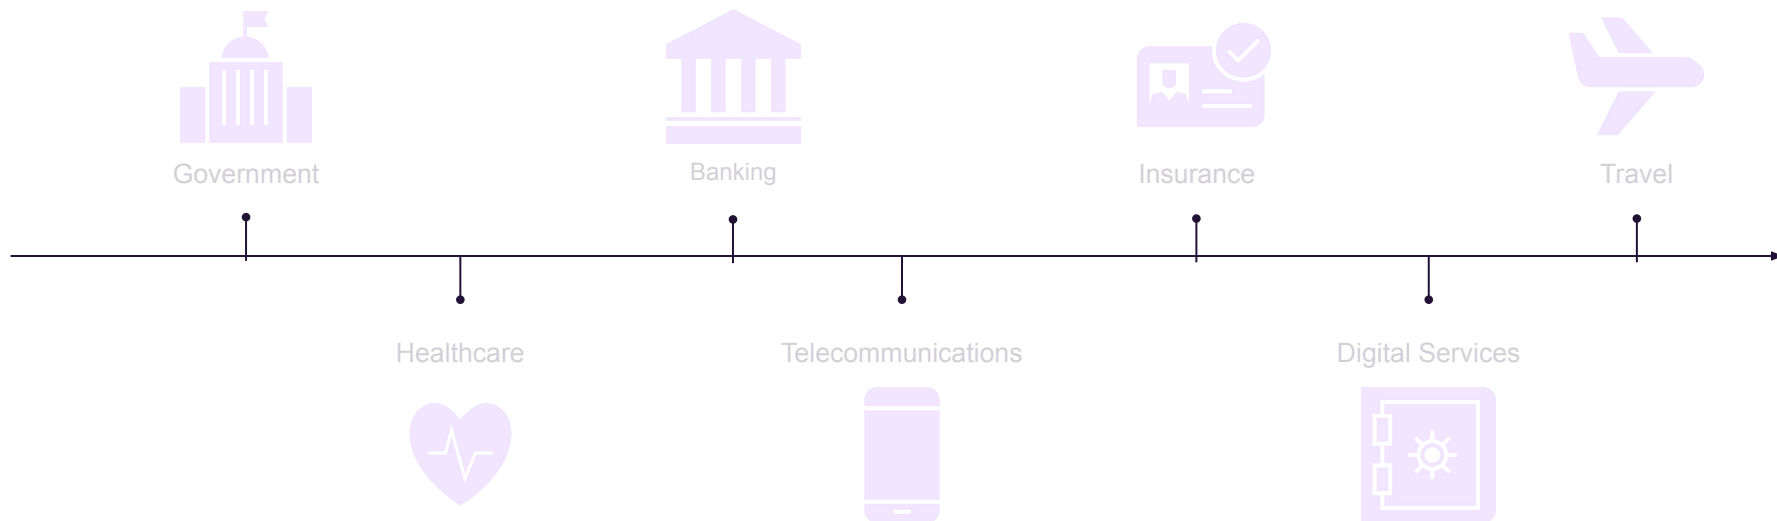 Government
Banking
Insurance
Travel
Healthcare
Telecommunications
Digital Services